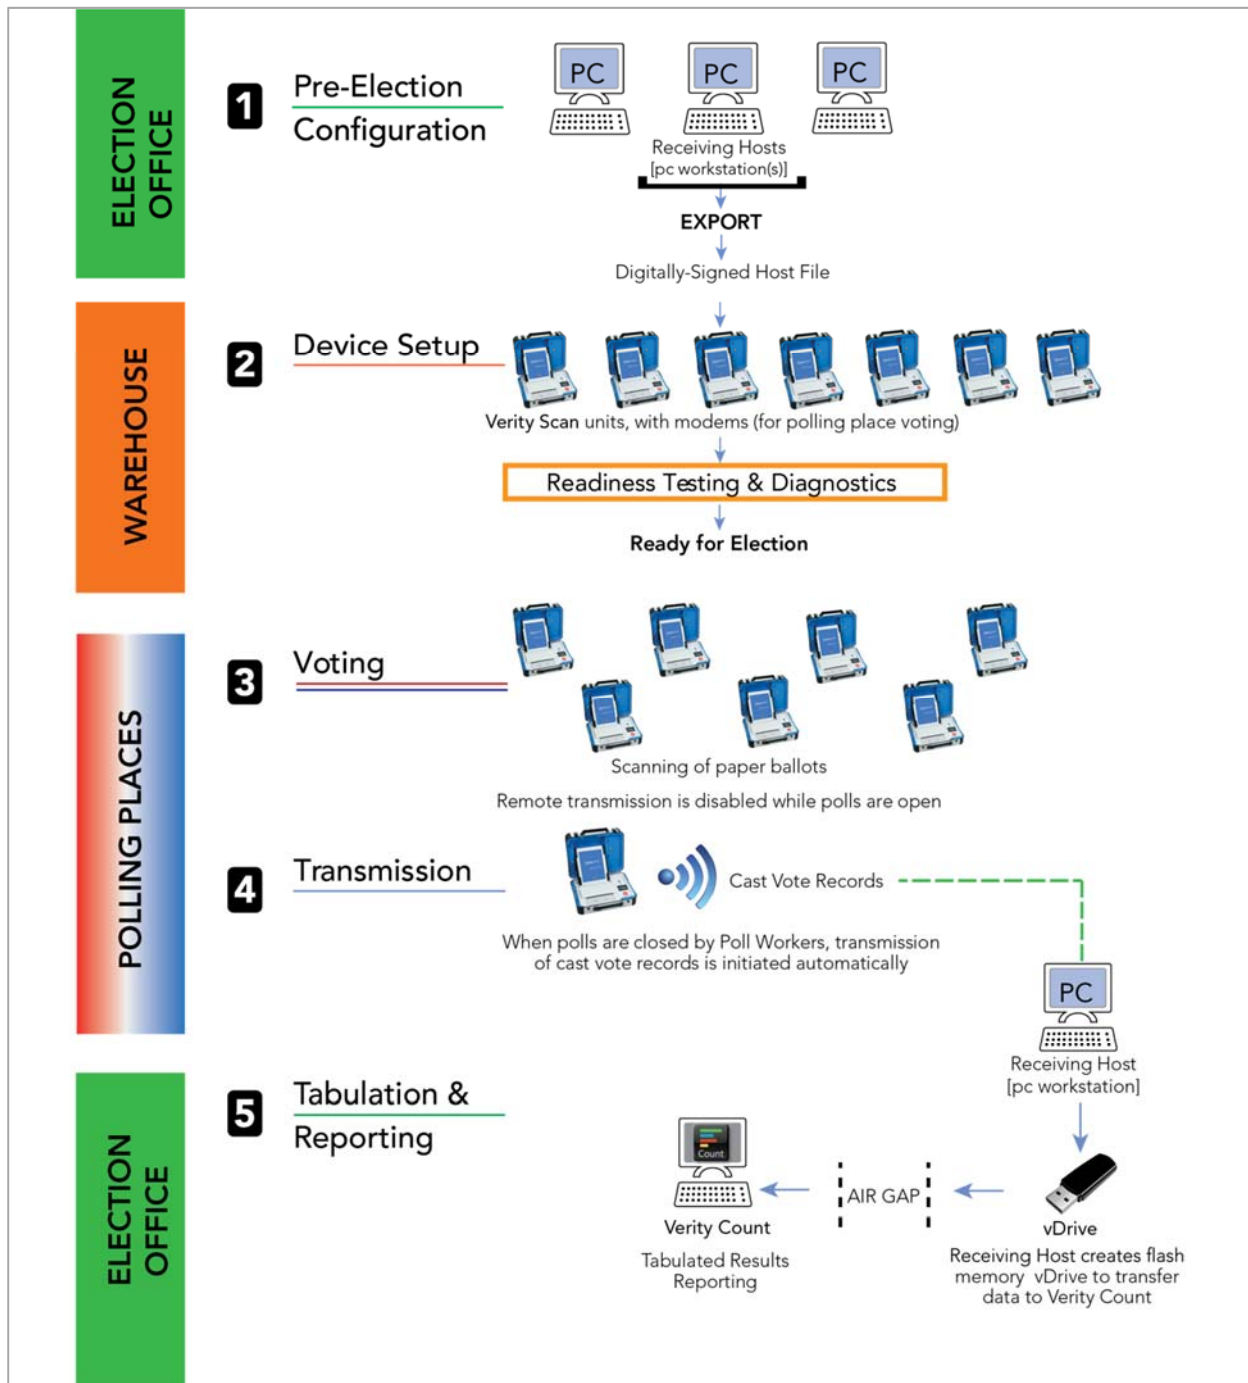 ELECTION
OFFICE
1
Pre-Election
Configuration
PC
PC
PC
Receiving Hosts
[pc workstation(s)]
EXPORT
Digitally-Signed Host File
WAREHOUSE
2
Device Setup
Verity Scan units, with modems (for polling place voting)
Readiness Testing & Diagnostics
Ready for Election
POLLING PLACES
3
Voting
Scanning of paper ballots
Remote transmission is disabled while polls are open
4
Transmission
Cast Vote Records
When polls are closed by Poll Workers, transmission
of cast vote records is initiated automatically
PC
Receiving Host
[pc workstation]
ELECTION
OFFICE
5
Tabulation &
Reporting
Count
Verity Count
Tabulated Results
Reporting
AIR GAP
vDrive
Receiving Host creates flash
memory vDrive to transfer
data to Verity Count